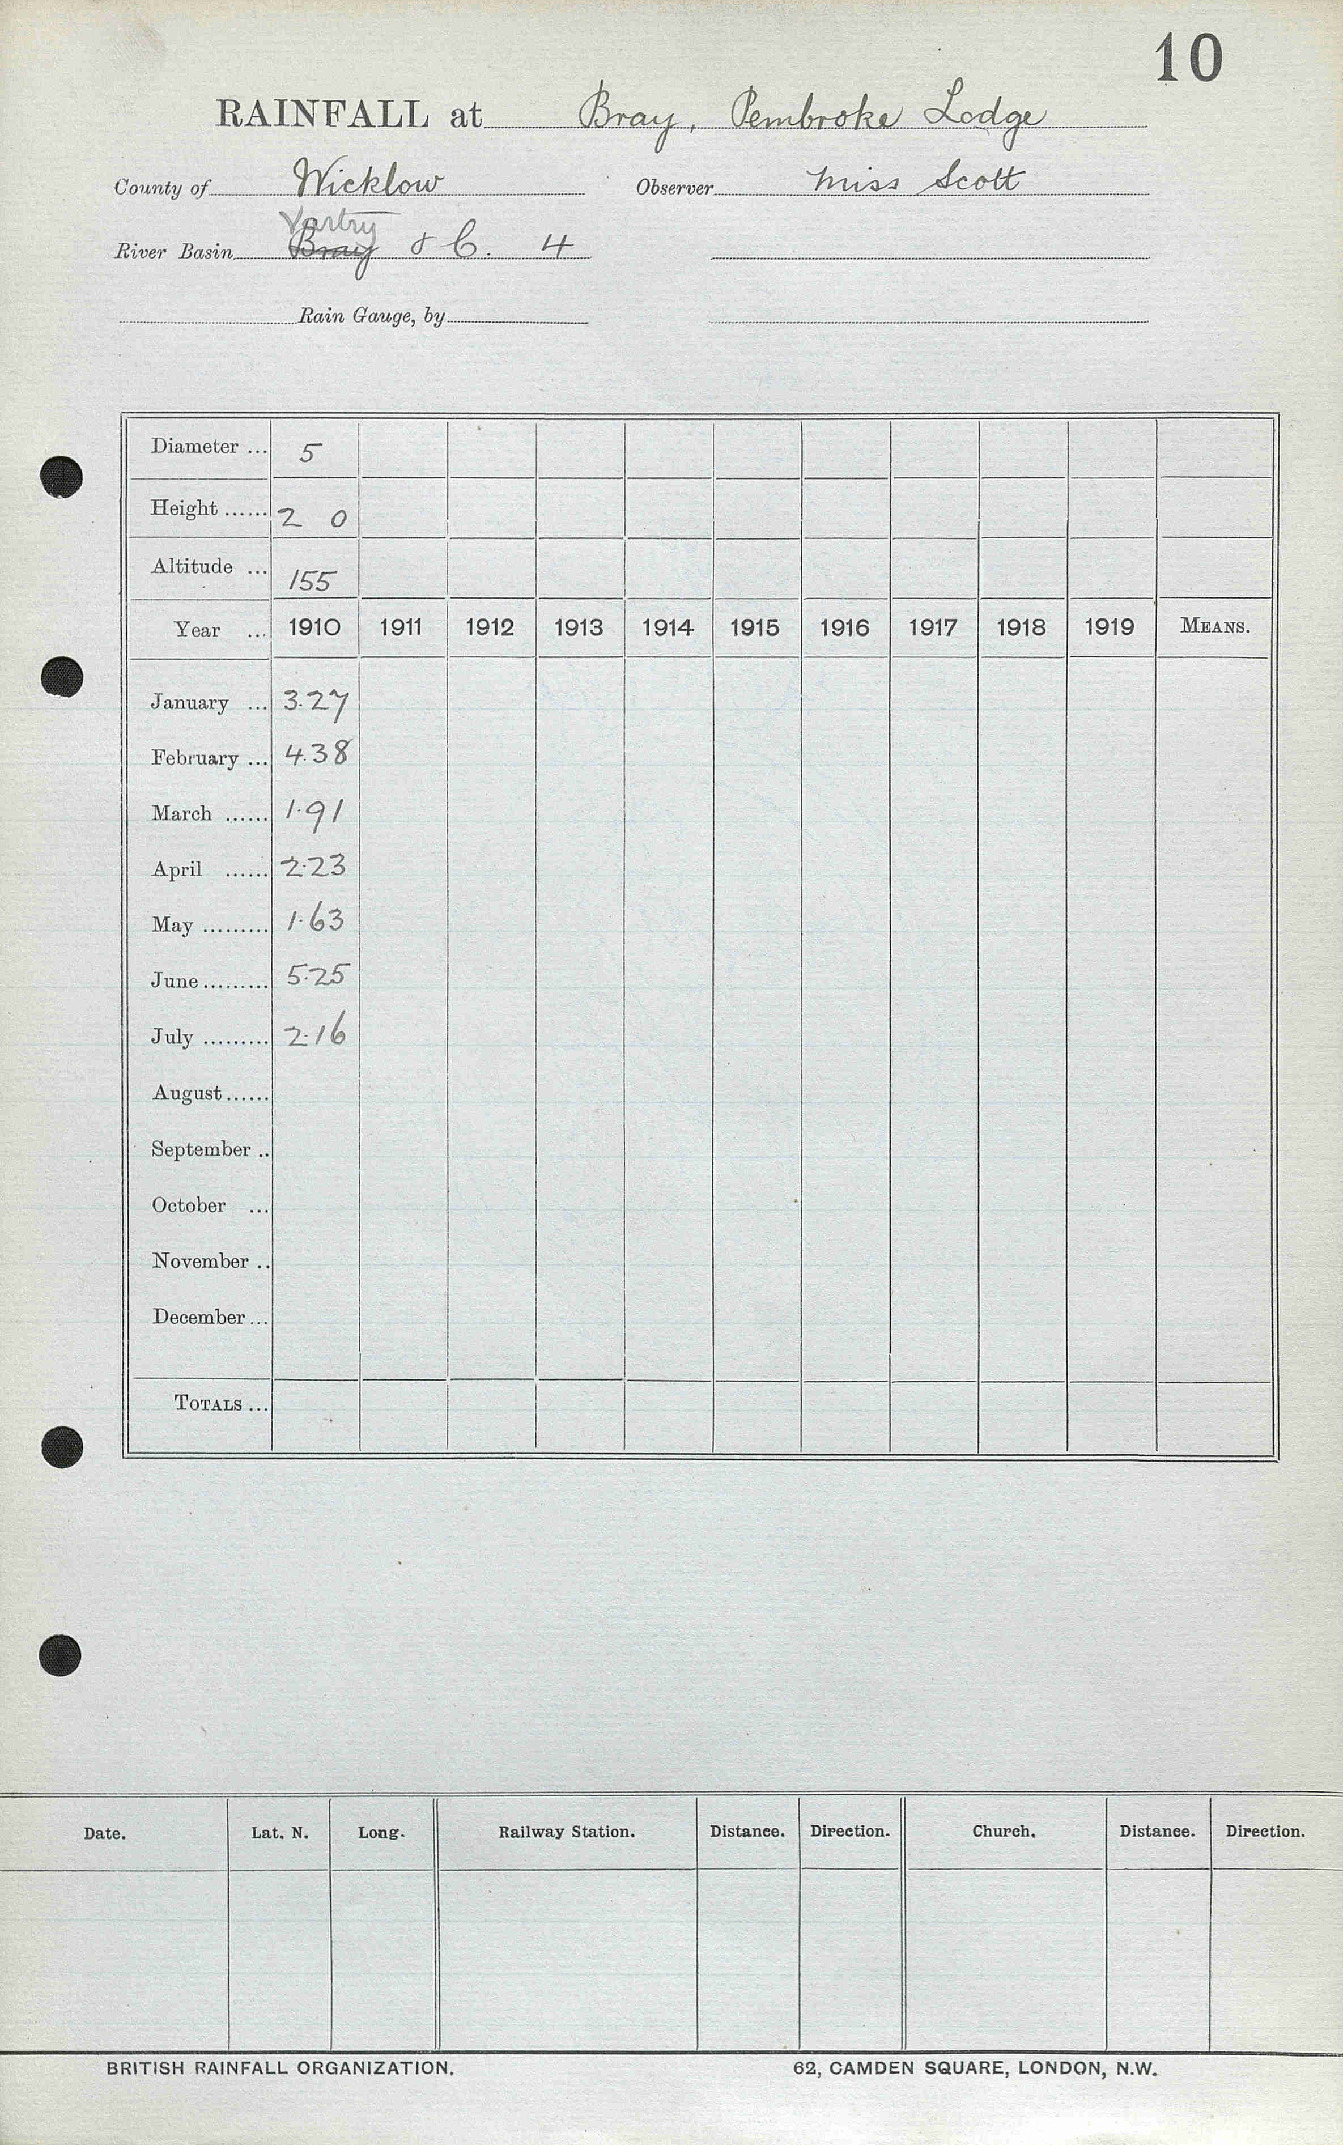 10
RAINFALL at Bray, Pembroke Lodge
County of Wicklow Observer Miss Scott
Vartry
River Basin Bray & C. 4
Rain Gauge, by
Diameter ... 5
Height ...... 2 0
Altitude ... 155
Year ... 1910 1911 1912 1913 1914 1915 1916 1917 1918 1919 MEANS.
January ... 3.27
February ... 4.38
March ...... 1.91
April ...... 2.23
May ......... 1.63
June ......... 5.25
July ......... 2.16
August ......
September ..
October ...
November ..
December ...
TOTALS ...
Date. Lat. N. Long. Railway Station. Distance. Direction. Church. Distance. Direction.
BRITISH RAINFALL ORGANIZATION. 62, CAMDEN SQUARE, LONDON, N.W.